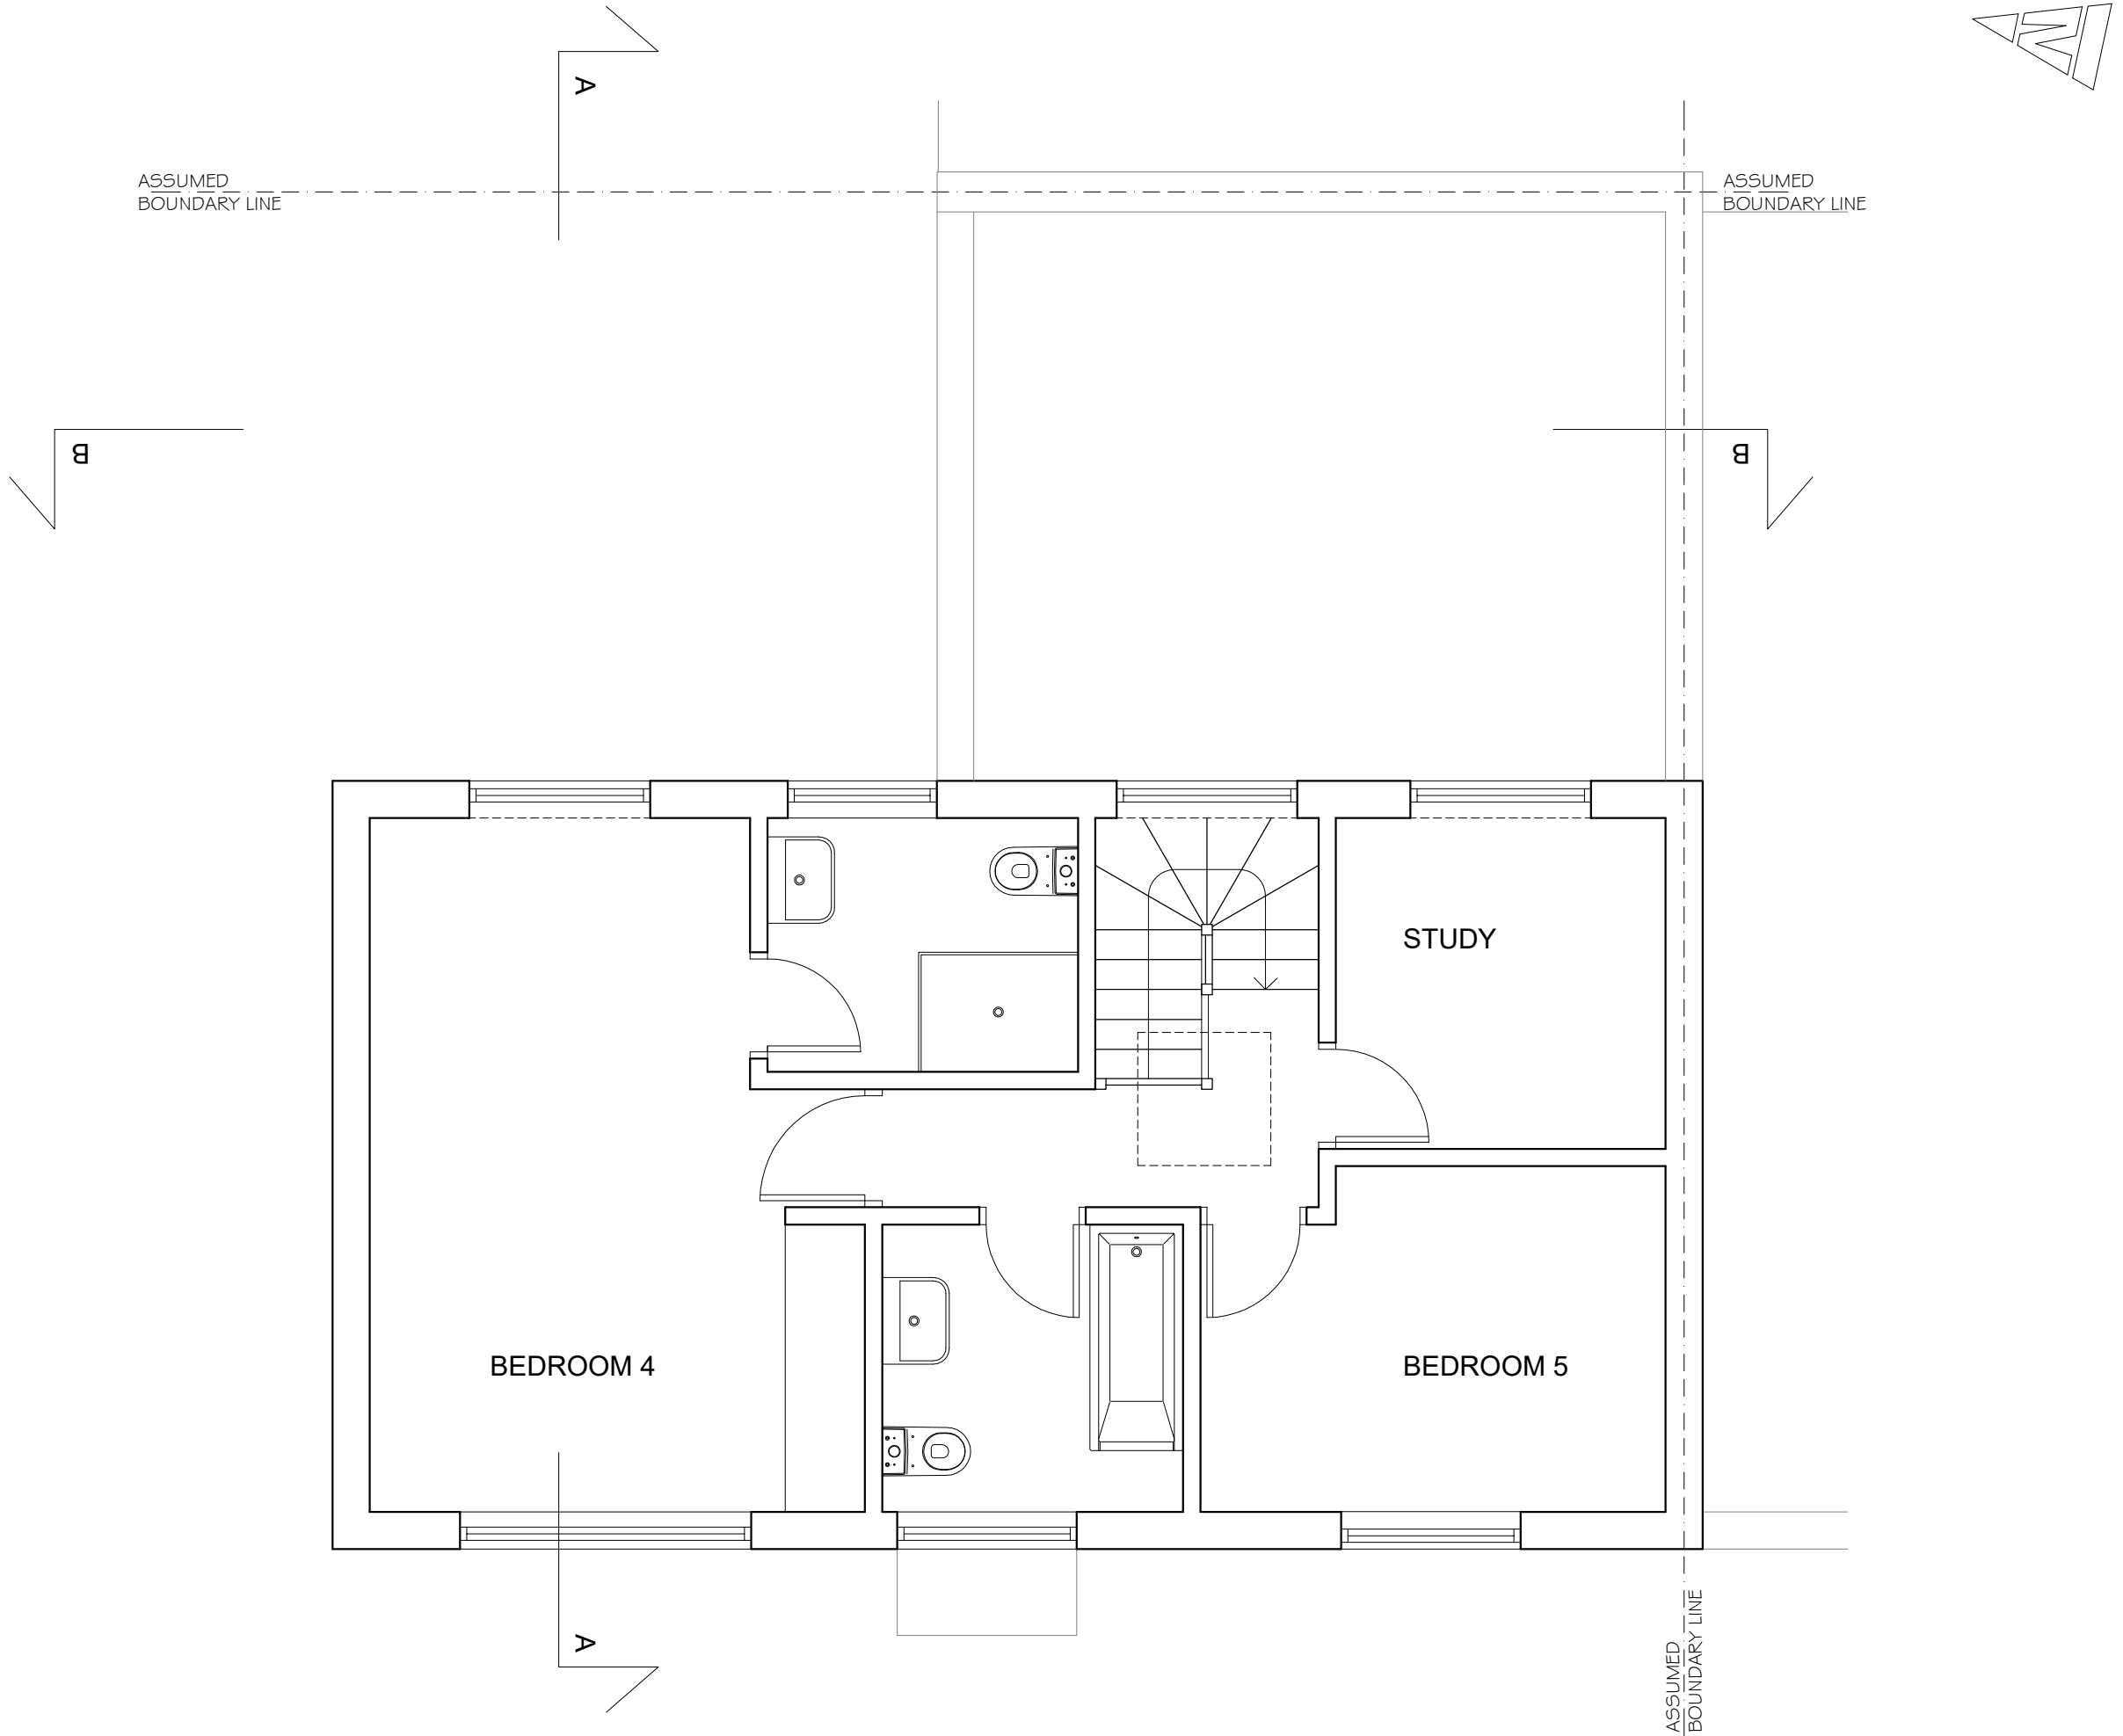 A
ASSUMED
BOUNDARY LINE
ASSUMED
BOUNDARY LINE
B
B
STUDY
BEDROOM 4
BEDROOM 5
A
ASSUMED
BOUNDARY LINE
N